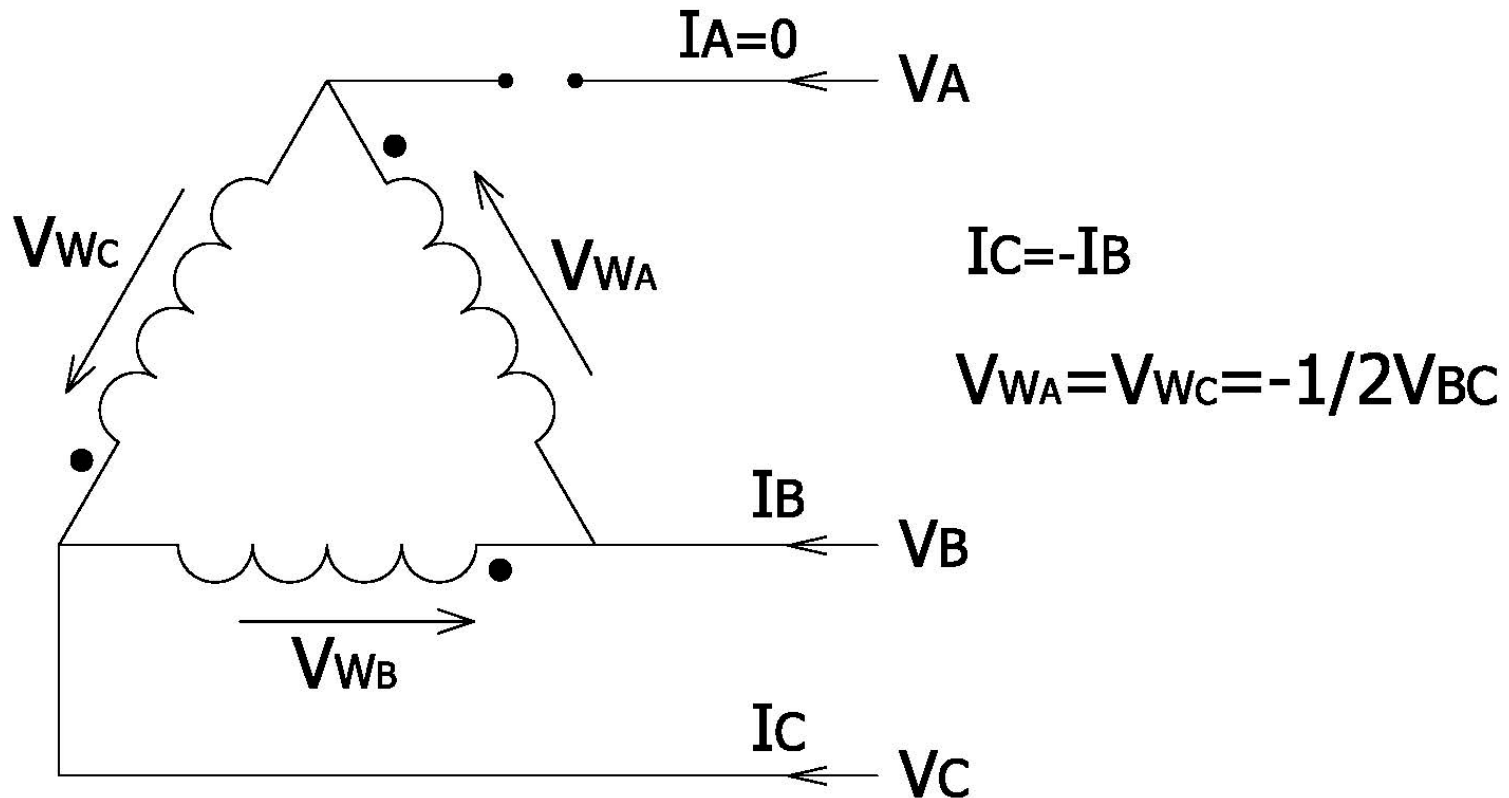 IA=0
VA
VWC
VWA
IC=-IB
VWA=VWC=-1/2VBC
IB
VB
VWB
IC
VC